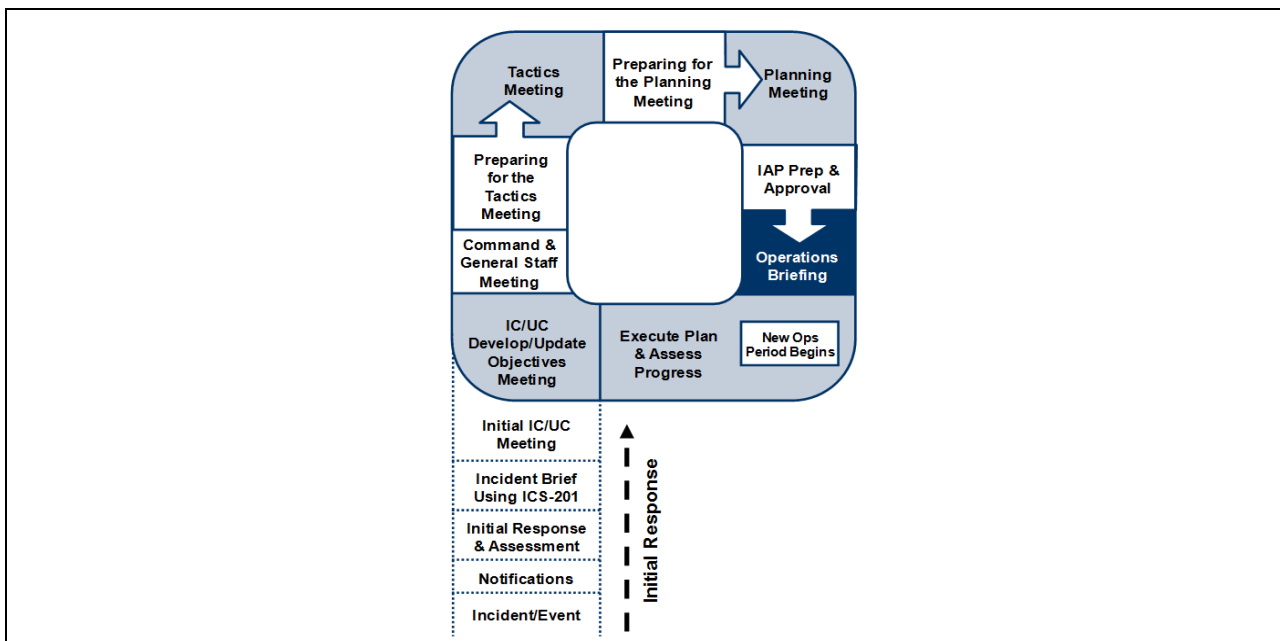 Tactics
Meeting
Preparing for
the Planning
Meeting
Planning
Meeting
Preparing
for the
Tactics
Meeting
IAP Prep &
Approval
Command &
General Staff
Meeting
Operations
Briefing
IC/UC
Develop/Update
Objectives
Meeting
Execute Plan
& Assess
Progress
New Ops
Period Begins
Initial IC/UC
Meeting
Incident Brief
Using ICS-201
Initial Response
& Assessment
Notifications
Incident/Event
Initial Response